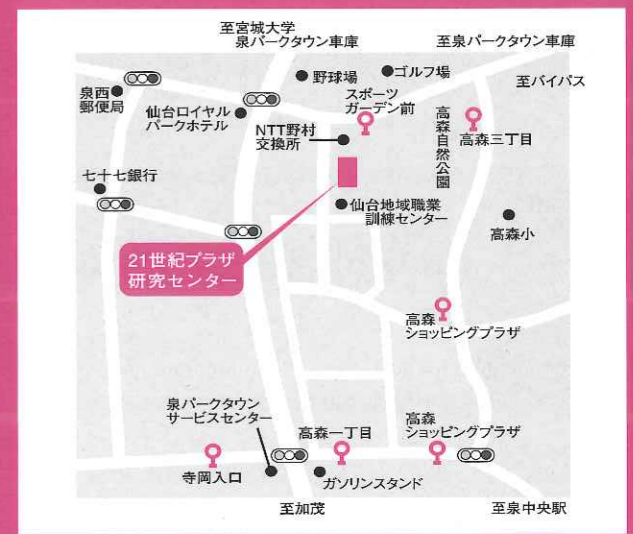 至宮城大学
泉パークタウン車庫
至泉パークタウン車庫
野球場
ゴルフ場
至バイパス
泉西
郵便局
仙台ロイヤル
パークホテル
スポーツ
ガーデン前
NTT野村
交換所
高森自然公園
高森三丁目
七十七銀行
仙台地域職業
訓練センター
高森小
21世紀プラザ
研究センター
高森
ショッピングプラザ
泉パークタウン
サービスセンター
高森一丁目
高森
ショッピングプラザ
寺岡入口
ガソリンスタンド
至加茂
至泉中央駅